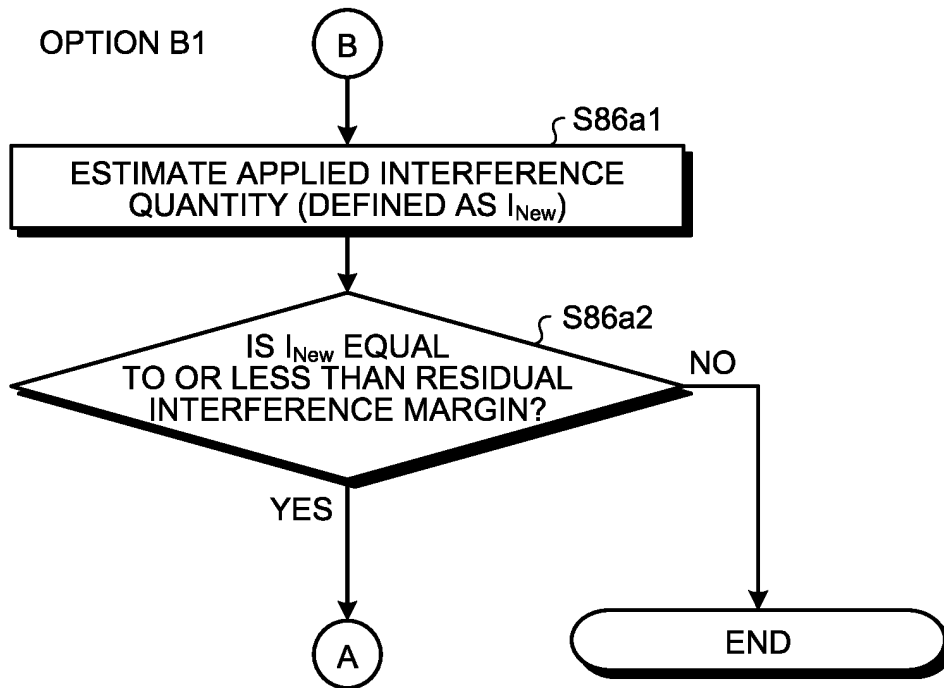 OPTION B1
B
S86a1
ESTIMATE APPLIED INTERFERENCE
QUANTITY (DEFINED AS I_New)
S86a2
IS I_New EQUAL
TO OR LESS THAN RESIDUAL
INTERFERENCE MARGIN?
NO
YES
A
END